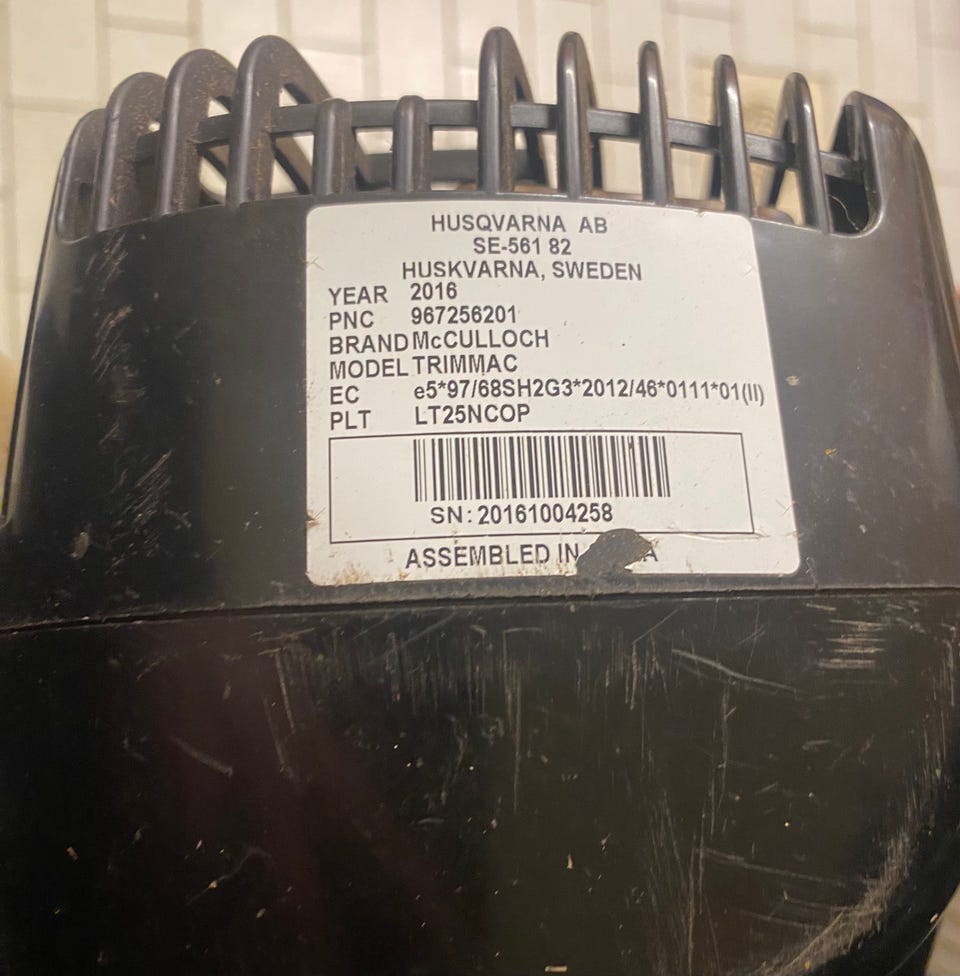 HUSQVARNA AB
SE-561 82
HUSKVARNA, SWEDEN
YEAR 2016
PNC 967256201
BRAND McCULLOCH
MODEL TRIMMAC
EC e5*97/68SH2G3*2012/46*0111*01(II)
PLT LT25NCOP
SN: 20161004258
ASSEMBLED IN